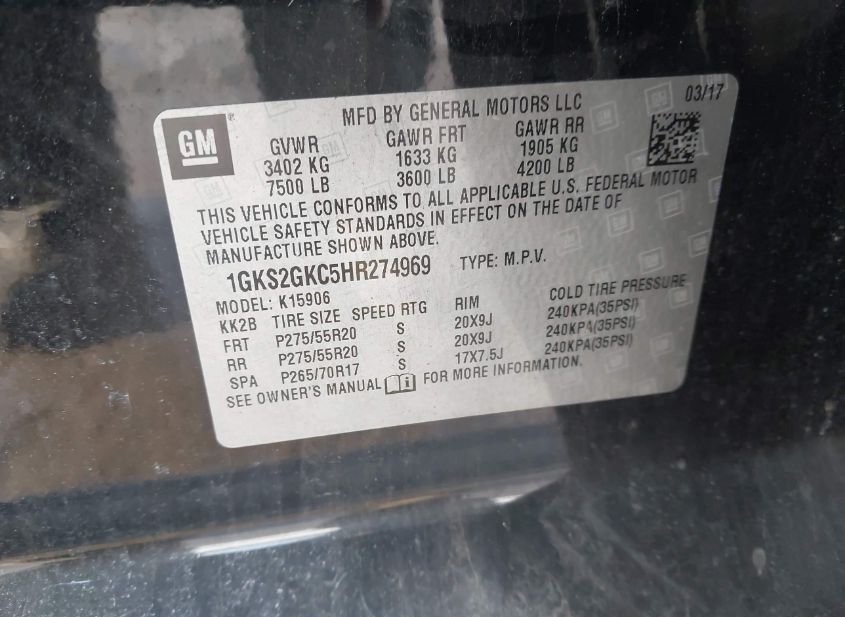 MFD BY GENERAL MOTORS LLC 03/17
GM GVWR GAWR FRT GAWR RR
3402 KG 1633 KG 1905 KG
7500 LB 3600 LB 4200 LB
THIS VEHICLE CONFORMS TO ALL APPLICABLE U.S. FEDERAL MOTOR
VEHICLE SAFETY STANDARDS IN EFFECT ON THE DATE OF
MANUFACTURE SHOWN ABOVE.
1GKS2GKC5HR274969 TYPE: M.P.V.
MODEL: K15906
KK2B TIRE SIZE SPEED RTG RIM COLD TIRE PRESSURE
FRT P275/55R20 S 20X9J 240KPA(35PSI)
RR P275/55R20 S 20X9J 240KPA(35PSI)
SPA P265/70R17 S 17X7.5J 240KPA(35PSI)
SEE OWNER'S MANUAL FOR MORE INFORMATION.